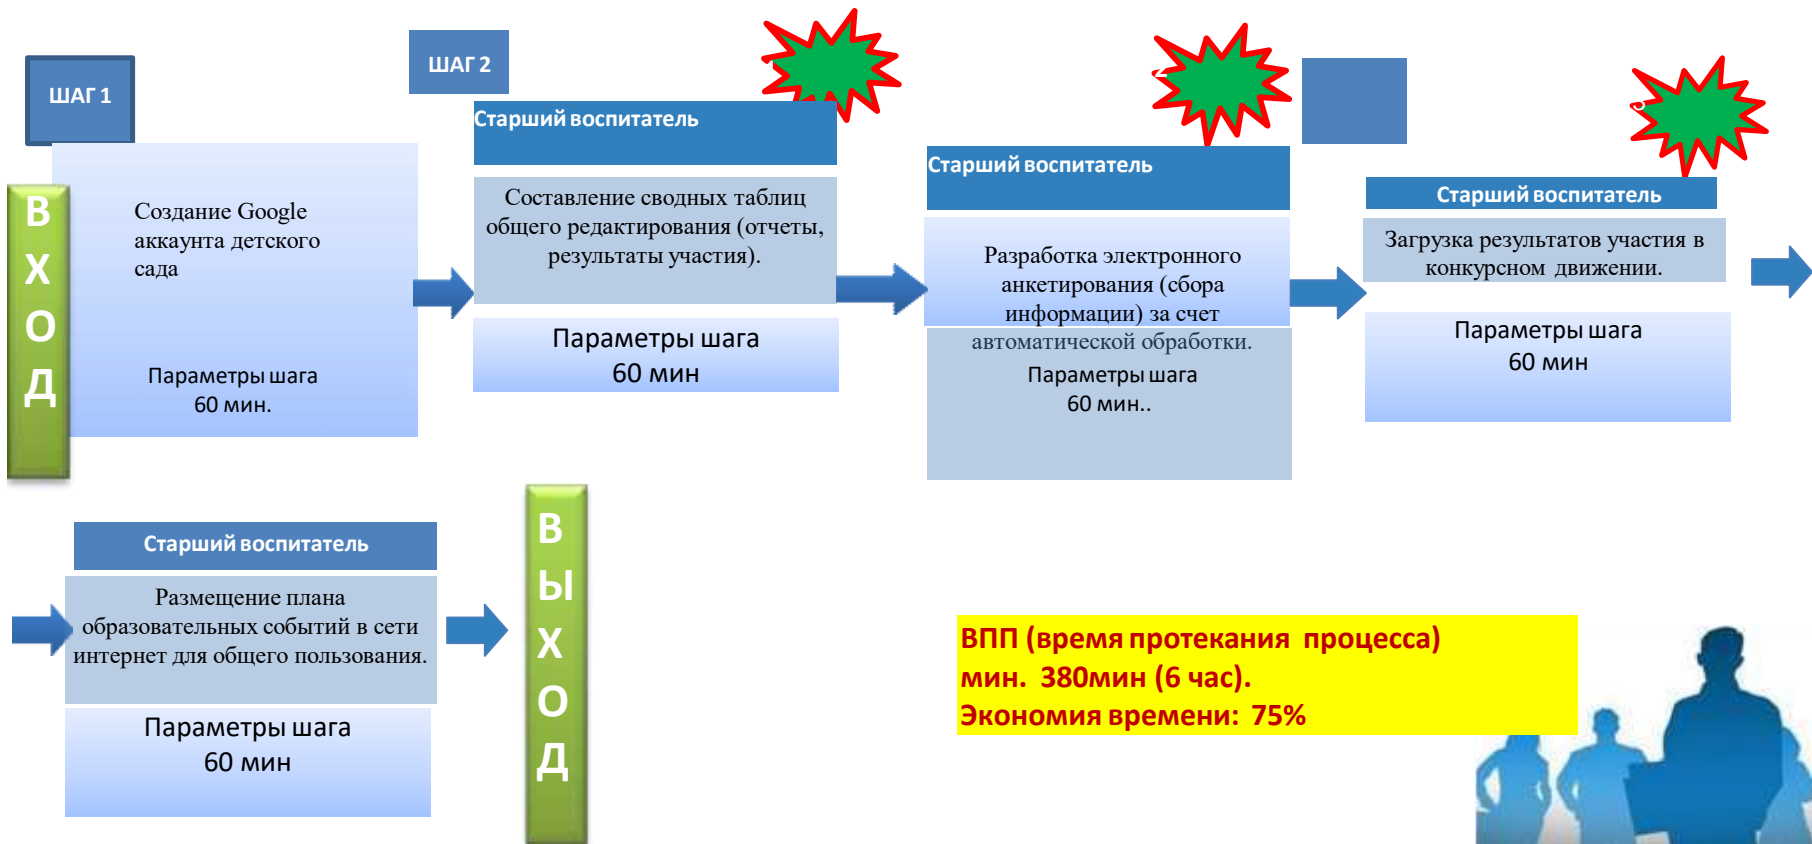 ШАГ 1
ШАГ 2
2
3
В
Х
О
Д
Создание Google
аккаунта детского
сада
Параметры шага
60 мин.
Старший воспитатель
Составление сводных таблиц
общего редактирования (отчеты,
результаты участия).
Параметры шага
60 мин
Старший воспитатель
Разработка электронного
анкетирования (сбора
информации) за счет
автоматической обработки.
Параметры шага
60 мин..
Старший воспитатель
Загрузка результатов участия в
конкурсном движении.
Параметры шага
60 мин
Старший воспитатель
Размещение плана
образовательных событий в сети
интернет для общего пользования.
Параметры шага
60 мин
В
Ы
Х
О
Д
ВПП (время протекания процесса)
мин. 380мин (6 час).
Экономия времени: 75%